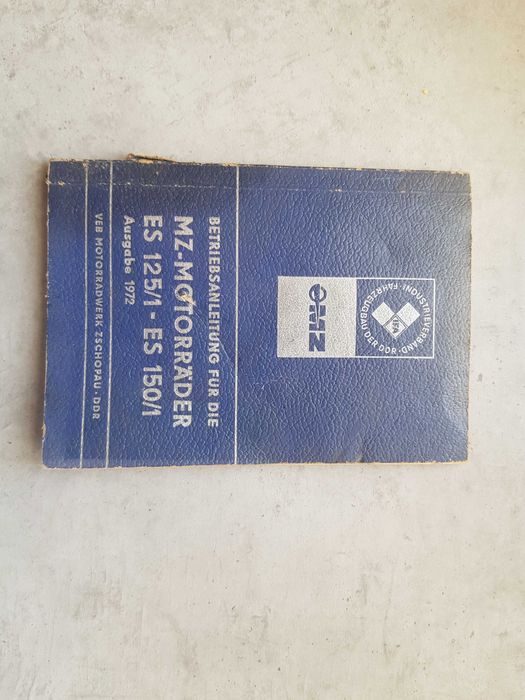 INDUSTRIEVERBAND
FAHRZEUGBAU DER DDR
IFA
MZ
BETRIEBSANLEITUNG FÜR DIE
MZ-MOTORRÄDER
ES 125/1 - ES 150/1
Ausgabe 1972
VEB MOTORRADWERK ZSCHOPAU · DDR